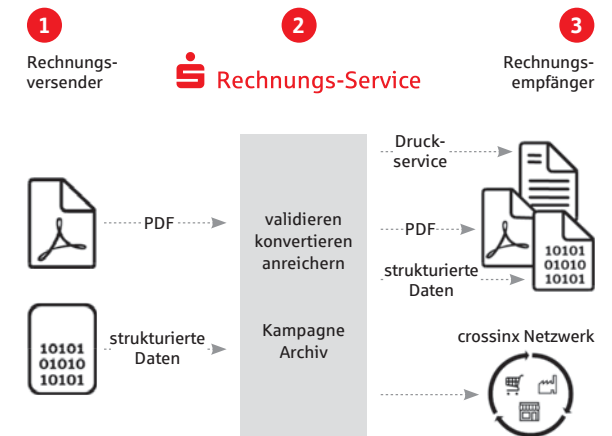 1
Rechnungs-
versender
2
Rechnungs-Service
3
Rechnungs-
empfänger
PDF
10101
01010
10101
strukturierte
Daten
validieren
konvertieren
anreichern
Kampagne
Archiv
Druck-
service
PDF
strukturierte
Daten
10101
01010
10101
crossinx Netzwerk